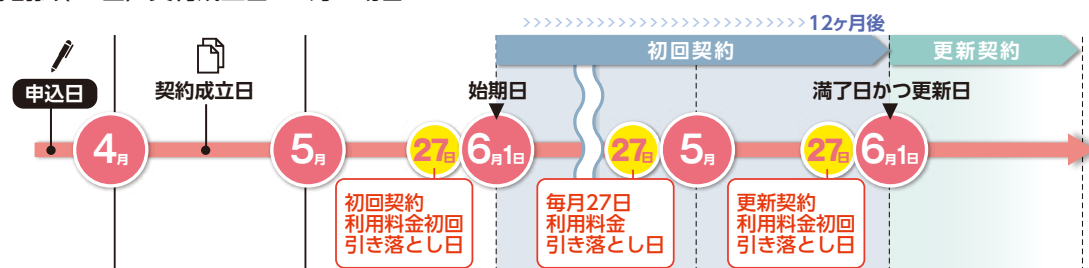 >>>>>>>>>>>>>>>>>>>>>>>>>>> 12ヶ月後
初回契約
更新契約
申込日
契約成立日
始期日
満了日かつ更新日
4月
5月
27日
6月1日
27日
5月
27日
6月1日
初回契約
利用料金初回
引き落とし日
毎月27日
利用料金
引き落とし日
更新契約
利用料金初回
引き落とし日